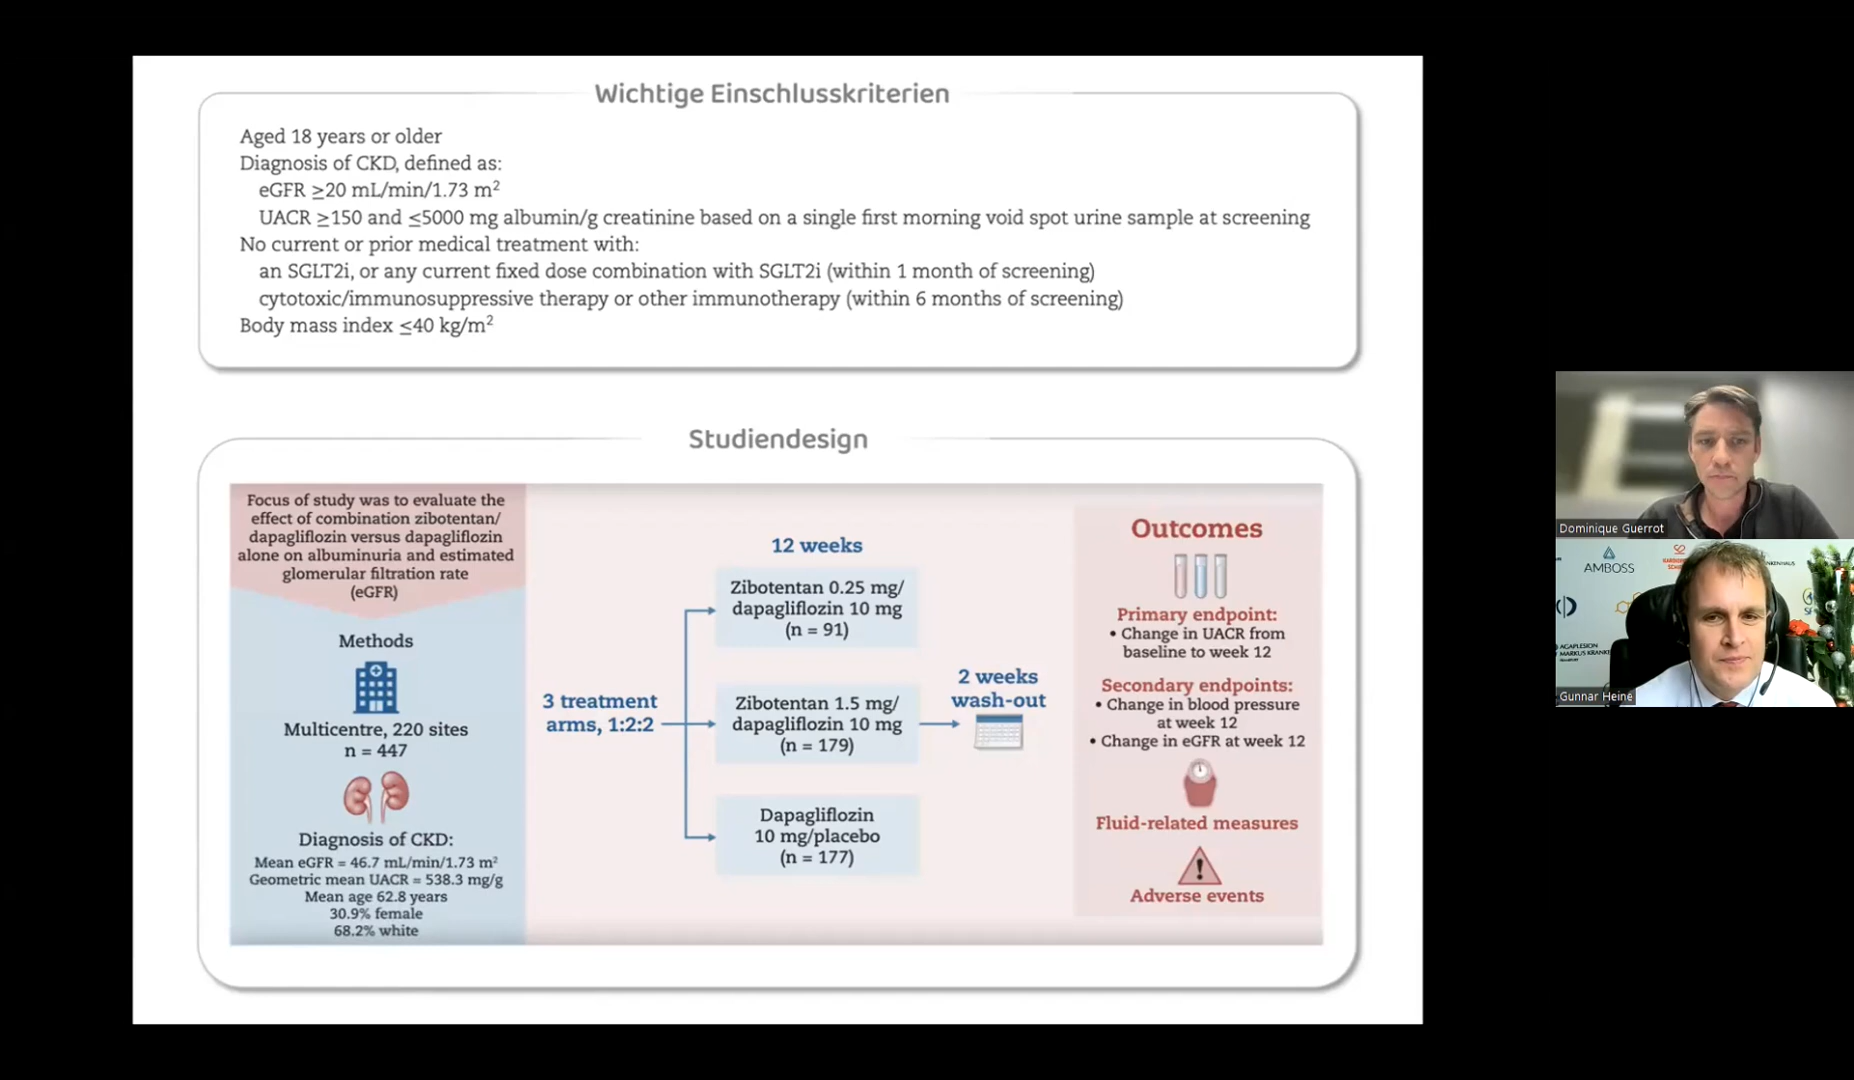 Wichtige Einschlusskriterien
Aged 18 years or older
Diagnosis of CKD, defined as:
eGFR ≥20 mL/min/1.73 m²
UACR ≥150 and ≤5000 mg albumin/g creatinine based on a single first morning void spot urine sample at screening
No current or prior medical treatment with:
an SGLT2i, or any current fixed dose combination with SGLT2i (within 1 month of screening)
cytotoxic/immunosuppressive therapy or other immunotherapy (within 6 months of screening)
Body mass index ≤40 kg/m²
Studiendesign
Focus of study was to evaluate the
effect of combination zibotentan/
dapagliflozin versus dapagliflozin
alone on albuminuria and estimated
glomerular filtration rate
(eGFR)
Methods
Multicentre, 220 sites
n = 447
Diagnosis of CKD:
Mean eGFR = 46.7 mL/min/1.73 m²
Geometric mean UACR = 538.3 mg/g
Mean age 62.8 years
30.9% female
68.2% white
3 treatment
arms, 1:2:2
12 weeks
Zibotentan 0.25 mg/
dapagliflozin 10 mg
(n = 91)
Zibotentan 1.5 mg/
dapagliflozin 10 mg
(n = 179)
Dapagliflozin
10 mg/placebo
(n = 177)
2 weeks
wash-out
Outcomes
Primary endpoint:
• Change in UACR from
baseline to week 12
Secondary endpoints:
• Change in blood pressure
at week 12
• Change in eGFR at week 12
Fluid-related measures
Adverse events
Dominique Guerrot
AMBOSS
AGAPLESION
MARKUS KRANKE
Gunnar Heine